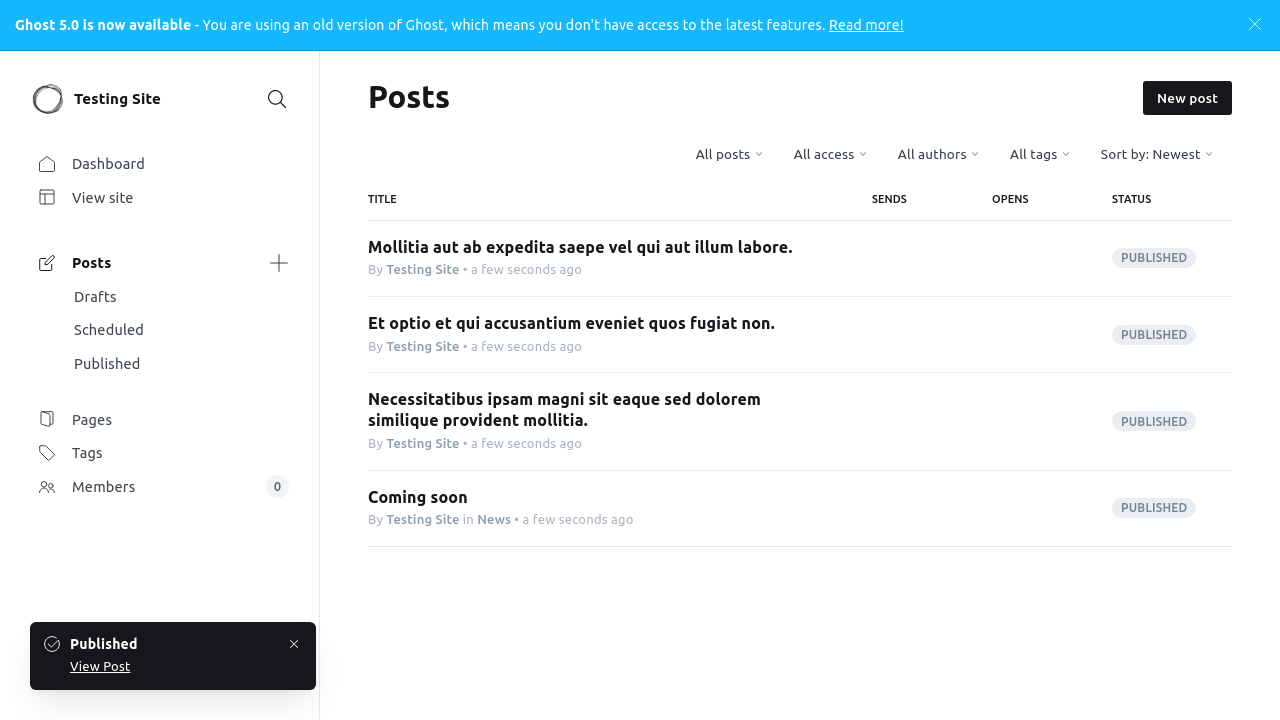 Ghost 5.0 is now available - You are using an old version of Ghost, which means you don't have access to the latest features. Read more!
Testing Site
Dashboard
View site
Posts
Drafts
Scheduled
Published
Pages
Tags
Members 0
Published
View Post
Posts
New post
All posts All access All authors All tags Sort by: Newest
TITLE SENDS OPENS STATUS
Mollitia aut ab expedita saepe vel qui aut illum labore.
By Testing Site • a few seconds ago
PUBLISHED
Et optio et qui accusantium eveniet quos fugiat non.
By Testing Site • a few seconds ago
PUBLISHED
Necessitatibus ipsam magni sit eaque sed dolorem
similique provident mollitia.
By Testing Site • a few seconds ago
PUBLISHED
Coming soon
By Testing Site in News • a few seconds ago
PUBLISHED